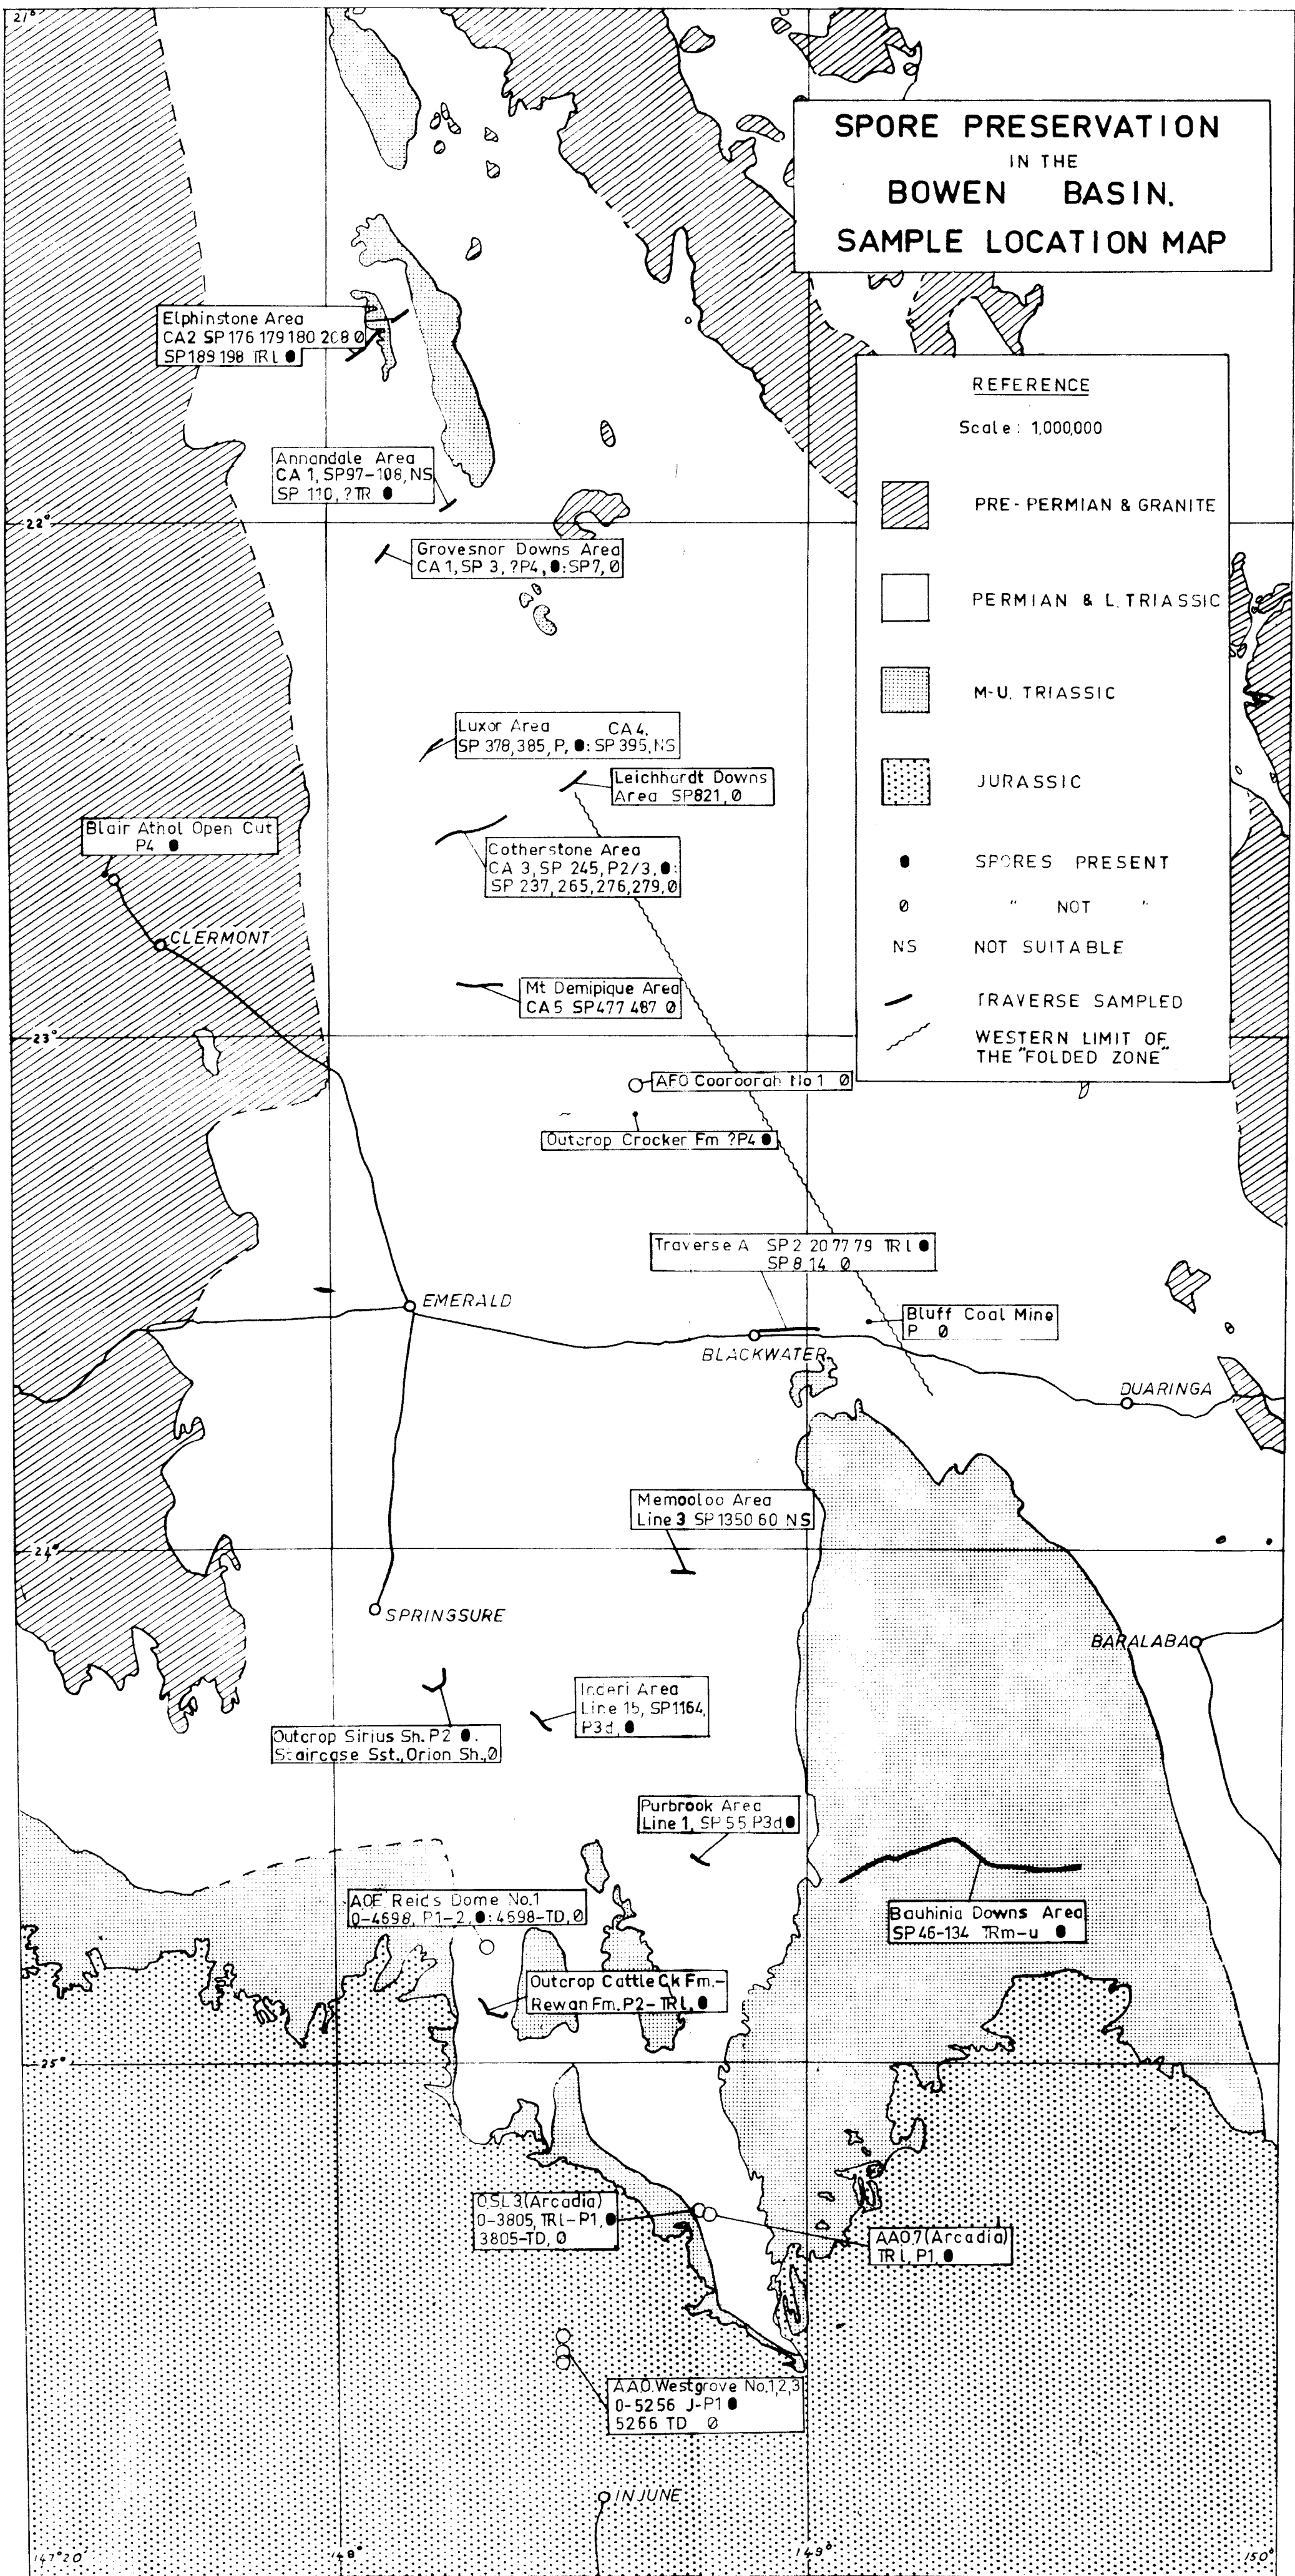 21°
SPORE PRESERVATION
IN THE
BOWEN BASIN.
SAMPLE LOCATION MAP
Elphinstone Area
CA2 SP 176 179 180 208 0
SP189 198 TRl ●
REFERENCE
Scale: 1,000,000
PRE-PERMIAN & GRANITE
PERMIAN & L. TRIASSIC
M-U. TRIASSIC
JURASSIC
● SPORES PRESENT
0 " NOT "
NS NOT SUITABLE
TRAVERSE SAMPLED
WESTERN LIMIT OF
THE "FOLDED ZONE"
Annandale Area
CA 1, SP97-108, NS
SP 110, ?TR ●
22°
Grovesnor Downs Area
CA 1, SP 3, ?P4, ●:SP7, 0
Luxor Area CA 4.
SP 378,385, P, ●: SP 395, NS
Leichhardt Downs
Area SP821, 0
Blair Athol Open Cut
P4 ●
Cotherstone Area
CA 3, SP 245, P2/3, ●:
SP 237, 265, 276, 279, 0
CLERMONT
Mt Demipique Area
CA5 SP477 487 0
23°
AFO Cooroorah No 1 0
Outcrop Crocker Fm ?P4 ●
Traverse A SP 2 20 77 79 TRl ●
SP 8 14 0
EMERALD
Bluff Coal Mine
P 0
BLACKWATER
DUARINGA
Memooloo Area
Line 3 SP 1350 60 NS
24°
SPRINGSURE
BARALABA
Inderi Area
Line 15, SP1164,
P3d, ●
Outcrop Sirius Sh. P2 ●.
Staircase Sst., Orion Sh., 0
Purbrook Area
Line 1, SP 55 P3d ●
AOE Reids Dome No.1
0-4698, P1-2, ●: 4698-TD, 0
Bauhinia Downs Area
SP 46-134 TRm-u ●
Outcrop Cattle Ck Fm.-
Rewan Fm. P2-TRl, ●
25°
OSL 3 (Arcadia)
0-3805, TRl-P1, ●
3805-TD, 0
AAO.7 (Arcadia)
TRl, P1, ●
AAO. Westgrove No.1,2,3
0-5256 J-P1 ●
5266 TD 0
INJUNE
147°20'
148°
149°
150°